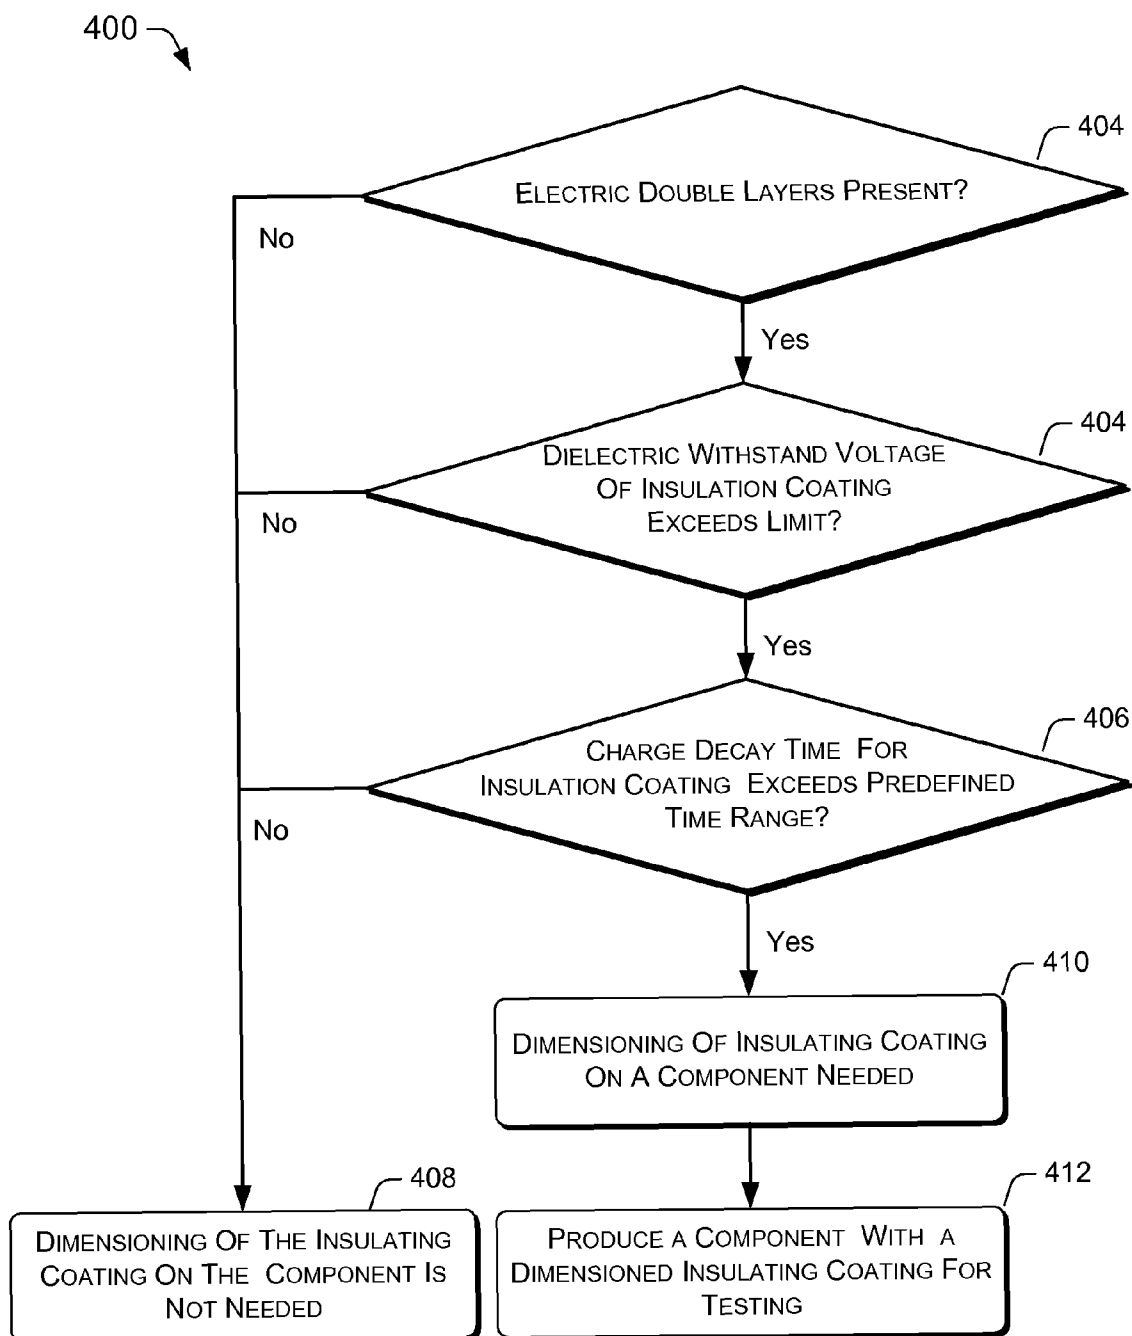 400
404
ELECTRIC DOUBLE LAYERS PRESENT?
No
Yes
404
DIELECTRIC WITHSTAND VOLTAGE
OF INSULATION COATING
EXCEEDS LIMIT?
No
Yes
406
CHARGE DECAY TIME FOR
INSULATION COATING EXCEEDS PREDEFINED
TIME RANGE?
No
Yes
410
DIMENSIONING OF INSULATING COATING
ON A COMPONENT NEEDED
408
DIMENSIONING OF THE INSULATING
COATING ON THE COMPONENT IS
NOT NEEDED
412
PRODUCE A COMPONENT WITH A
DIMENSIONED INSULATING COATING FOR
TESTING